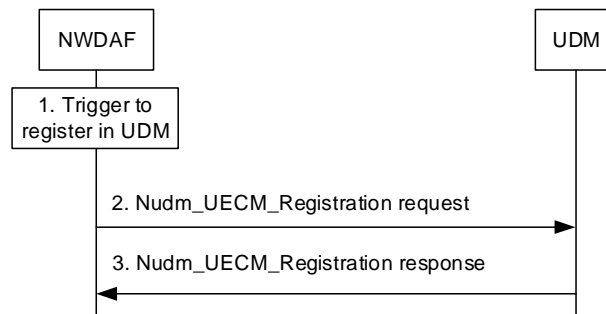 NWDAF
UDM
1. Trigger to
register in UDM
2. Nudm_UECM_Registration request
3. Nudm_UECM_Registration response